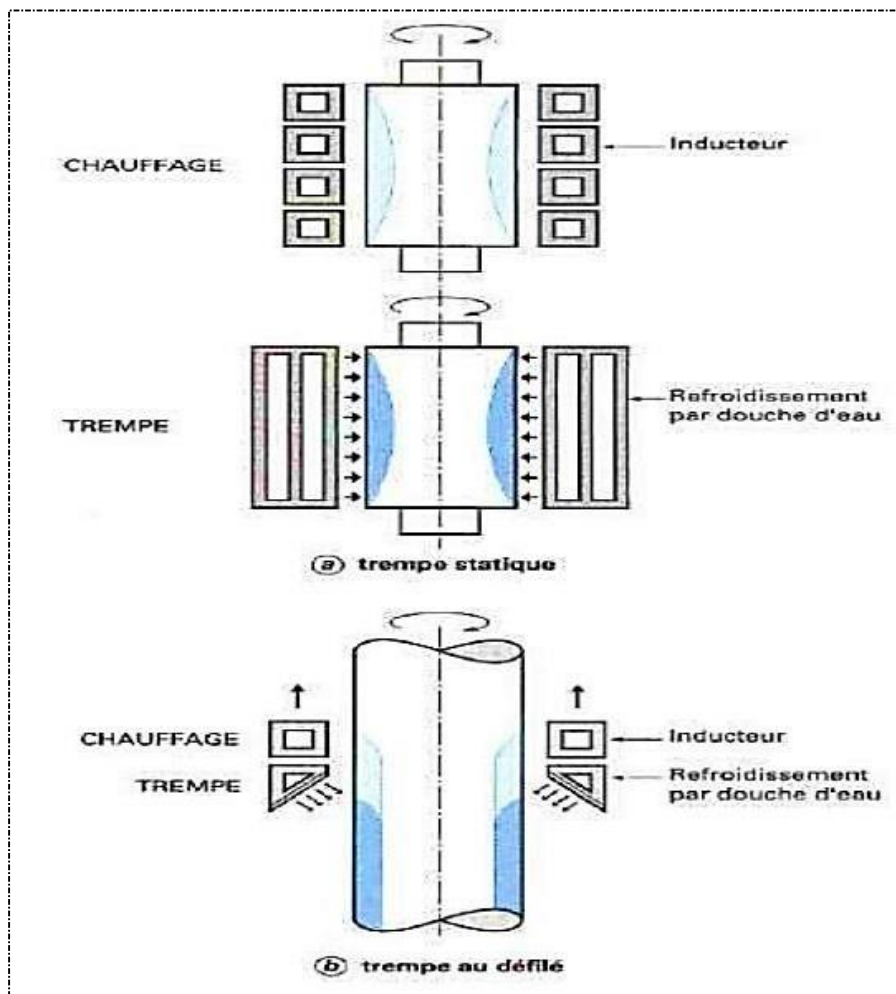 CHAUFFAGE
Inducteur
TREMPE
Refroidissement
par douche d'eau
a trempe statique
CHAUFFAGE
Inducteur
TREMPE
Refroidissement
par douche d'eau
b trempe au défilé